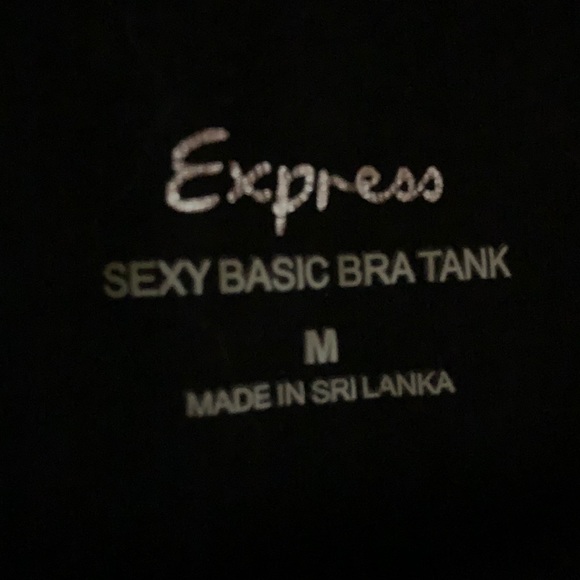 Express
SEXY BASIC BRA TANK
M
MADE IN SRI LANKA